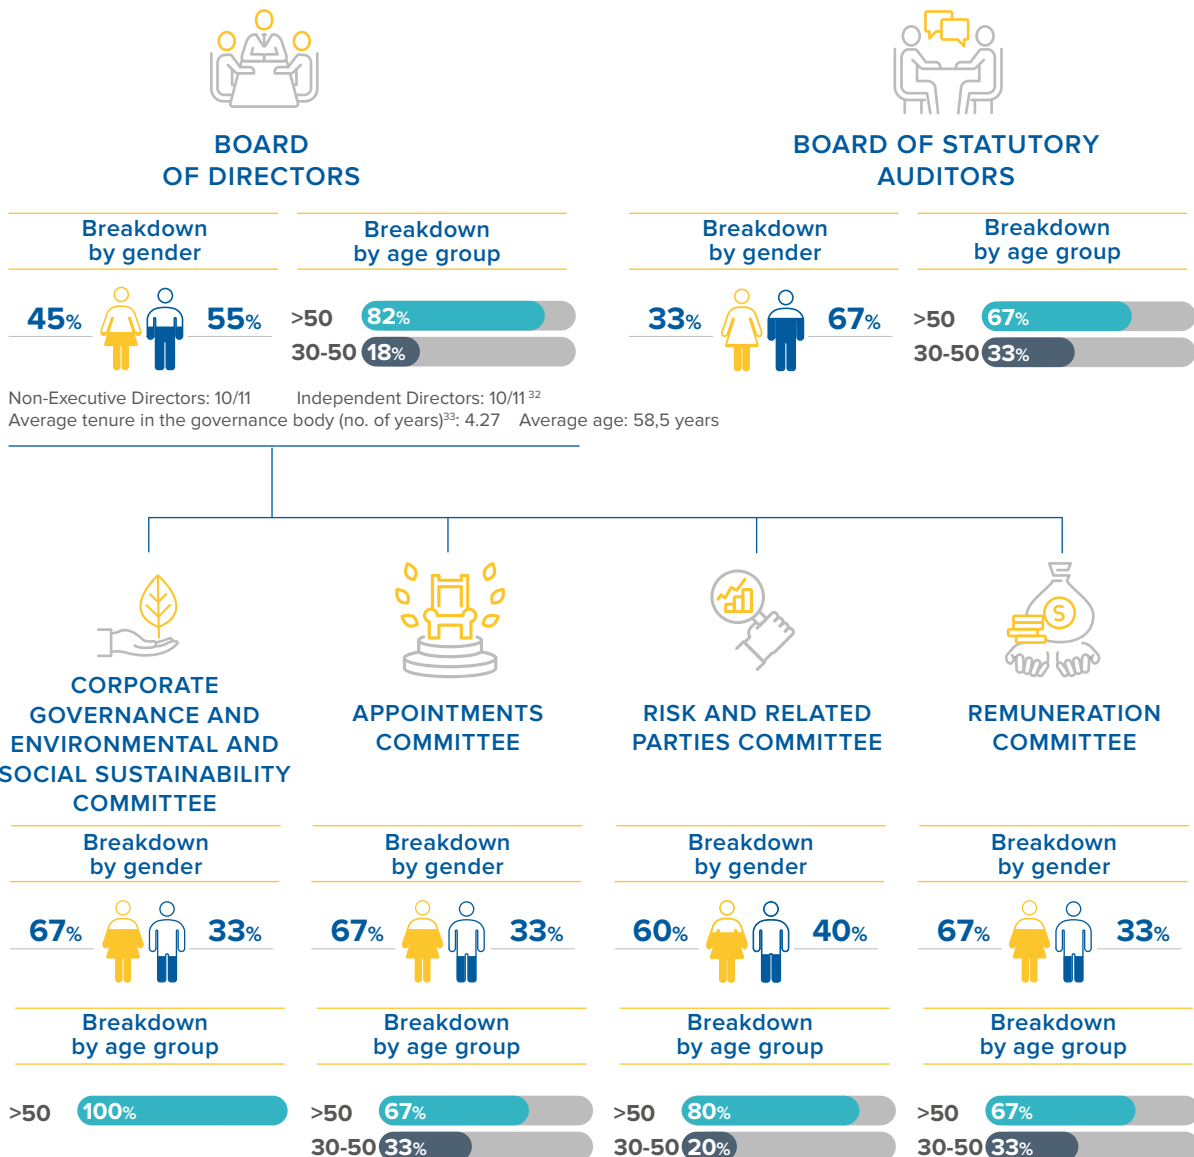 BOARD
OF DIRECTORS
Breakdown
by gender
45%
55%
Breakdown
by age group
>50
82%
30-50
18%
Non-Executive Directors: 10/11 Independent Directors: 10/11 32
Average tenure in the governance body (no. of years)33: 4.27 Average age: 58,5 years
BOARD OF STATUTORY
AUDITORS
Breakdown
by gender
33%
67%
Breakdown
by age group
>50
67%
30-50
33%
CORPORATE
GOVERNANCE AND
ENVIRONMENTAL AND
SOCIAL SUSTAINABILITY
COMMITTEE
Breakdown
by gender
67%
33%
Breakdown
by age group
>50
100%
APPOINTMENTS
COMMITTEE
Breakdown
by gender
67%
33%
Breakdown
by age group
>50
67%
30-50
33%
RISK AND RELATED
PARTIES COMMITTEE
Breakdown
by gender
60%
40%
Breakdown
by age group
>50
80%
30-50
20%
S
REMUNERATION
COMMITTEE
Breakdown
by gender
67%
33%
Breakdown
by age group
>50
67%
30-50
33%